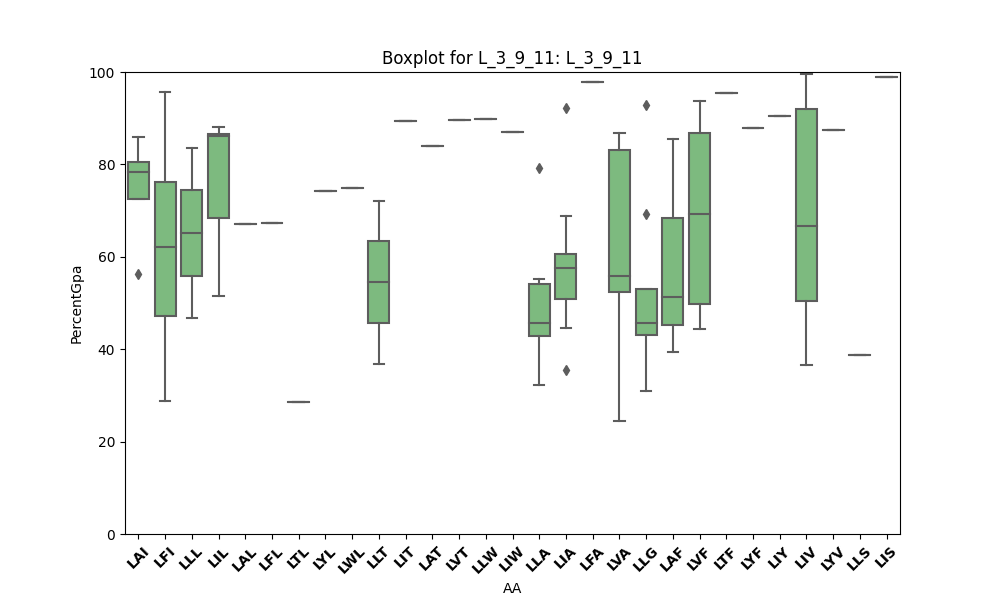 Boxplot for L_3_9_11: L_3_9_11
PercentGpa
100
80
60
40
20
0
LAI LFI LLL LIL LAL LFL LTL LYL LWL LLT LIT LAT LVT LLW LIW LLA LIA LFA LVA LLG LAF LVF LTF LYF LIY LIV LYV LLS LIS
AA